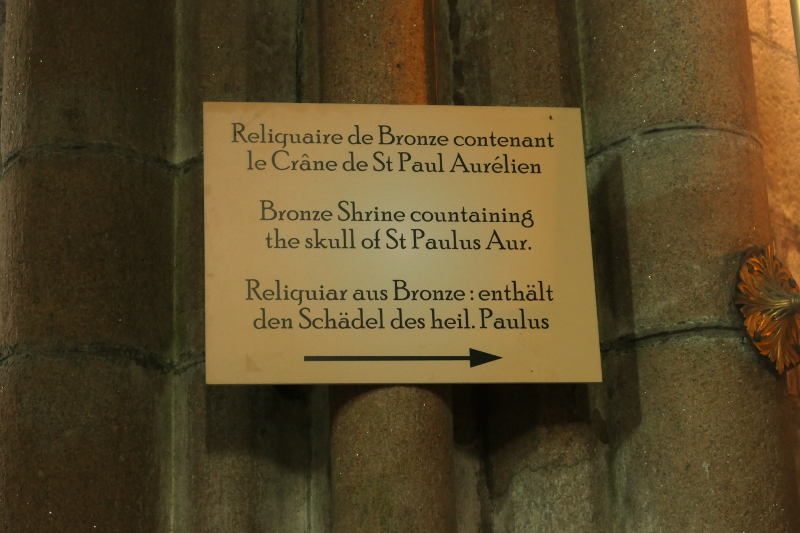 Reliquaire de Bronze contenant
le Crâne de St Paul Aurélien
Bronze Shrine countaining
the skull of St Paulus Aur.
Reliquiar aus Bronze : enthält
den Schädel des heil. Paulus